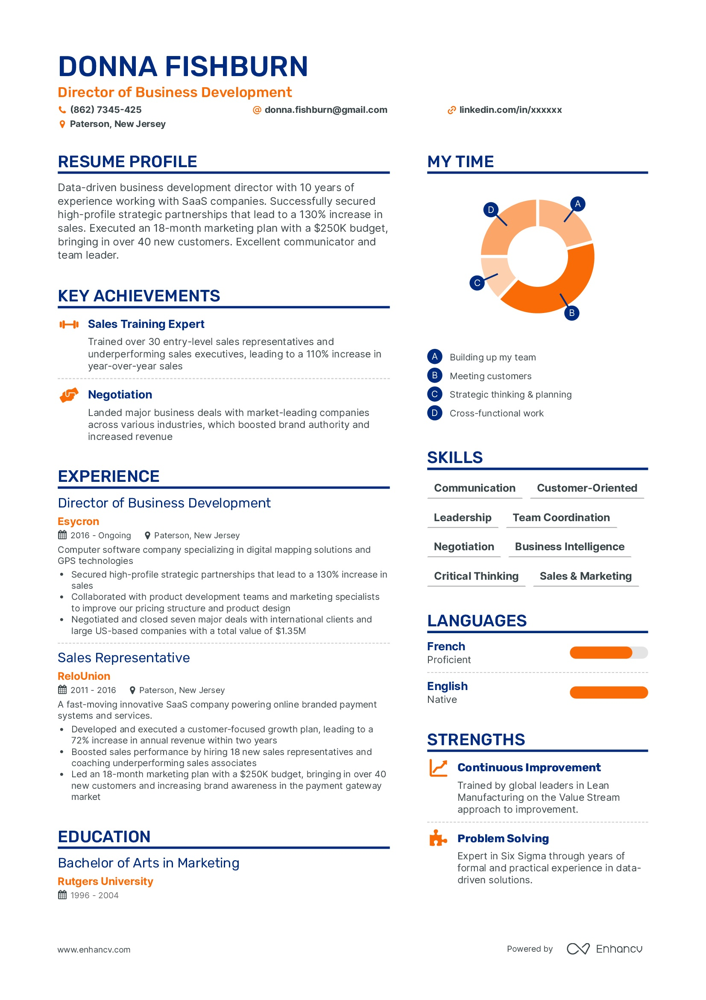 DONNA FISHBURN
Director of Business Development
(862) 7345-425
donna.fishburn@gmail.com
linkedin.com/in/xxxxxx
Paterson, New Jersey
RESUME PROFILE
Data-driven business development director with 10 years of
experience working with SaaS companies. Successfully secured
high-profile strategic partnerships that lead to a 130% increase in
sales. Executed an 18-month marketing plan with a $250K budget,
bringing in over 40 new customers. Excellent communicator and
team leader.
KEY ACHIEVEMENTS
Sales Training Expert
Trained over 30 entry-level sales representatives and
underperforming sales executives, leading to a 110% increase in
year-over-year sales
Negotiation
Landed major business deals with market-leading companies
across various industries, which boosted brand authority and
increased revenue
EXPERIENCE
Director of Business Development
Esycron
2016 - Ongoing Paterson, New Jersey
Computer software company specializing in digital mapping solutions and
GPS technologies
• Secured high-profile strategic partnerships that lead to a 130% increase in
sales
• Collaborated with product development teams and marketing specialists
to improve our pricing structure and product design
• Negotiated and closed seven major deals with international clients and
large US-based companies with a total value of $1.35M
Sales Representative
ReloUnion
2011 - 2016 Paterson, New Jersey
A fast-moving innovative SaaS company powering online branded payment
systems and services.
• Developed and executed a customer-focused growth plan, leading to a
72% increase in annual revenue within two years
• Boosted sales performance by hiring 18 new sales representatives and
coaching underperforming sales associates
• Led an 18-month marketing plan with a $250K budget, bringing in over 40
new customers and increasing brand awareness in the payment gateway
market
EDUCATION
Bachelor of Arts in Marketing
Rutgers University
1996 - 2004
MY TIME
A
D
C
B
A Building up my team
B Meeting customers
C Strategic thinking & planning
D Cross-functional work
SKILLS
Communication Customer-Oriented
Leadership Team Coordination
Negotiation Business Intelligence
Critical Thinking Sales & Marketing
LANGUAGES
French
Proficient
English
Native
STRENGTHS
Continuous Improvement
Trained by global leaders in Lean
Manufacturing on the Value Stream
approach to improvement.
Problem Solving
Expert in Six Sigma through years of
formal and practical experience in data-
driven solutions.
www.enhancv.com
Powered by Enhancv